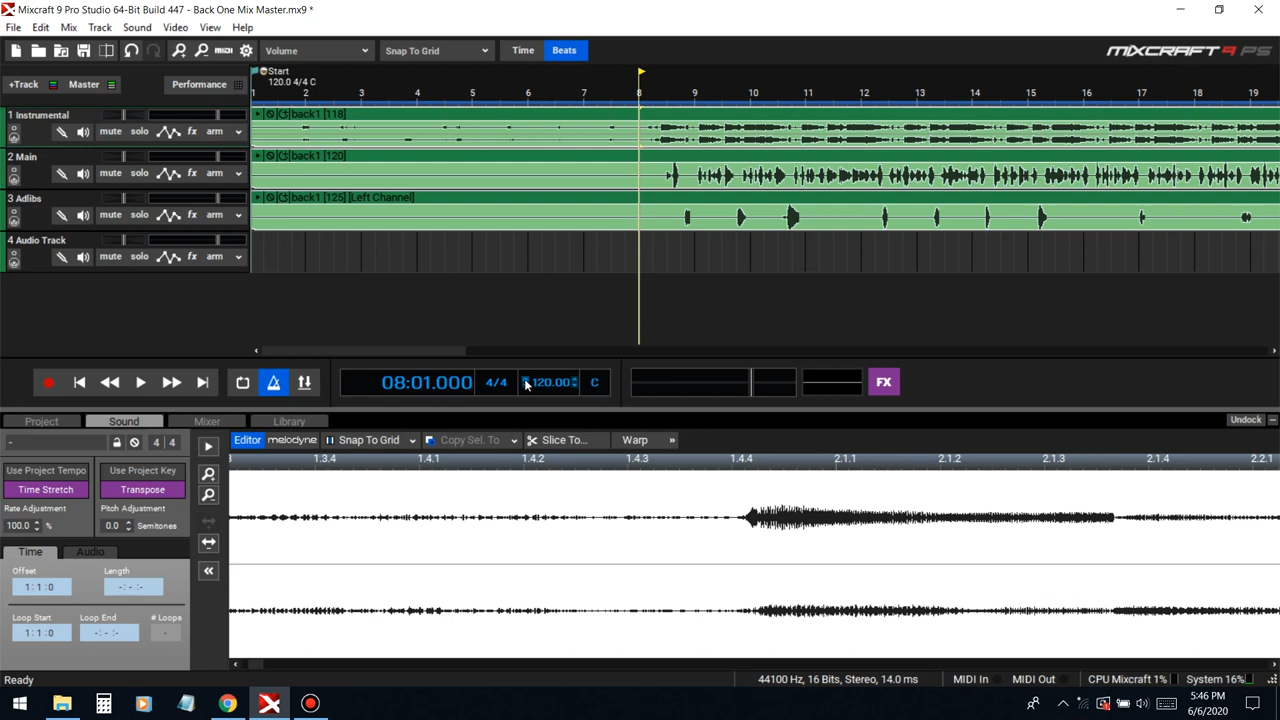 Mixcraft 9 Pro Studio 64-Bit Build 447 - Back One Mix Master.mx9 *
File Edit Mix Track Sound Video View Help
MIDI Volume Snap To Grid Time Beats MIXCRAFT 9 PS
+Track Master Performance
Start
120.0 4/4 C
1 2 3 4 5 6 7 8 9 10 11 12 13 14 15 16 17 18 19
1 Instumental back1 [118]
mute solo fx arm
2 Main back1 [120]
mute solo fx arm
3 Adlibs back1 [125] [Left Channel]
mute solo fx arm
4 Audio Track
mute solo fx arm
08:01.000 4/4 120.00 C FX
Project Sound Mixer Library Undock
- 4 4 Editor melodyne Snap To Grid Copy Sel. To Slice To... Warp »
1.3.4 1.4.1 1.4.2 1.4.3 1.4.4 2.1.1 2.1.2 2.1.3 2.1.4 2.2.1
Use Project Tempo Use Project Key
Time Stretch Transpose
Rate Adjustment Pitch Adjustment
100.0 % 0.0 Semitones
Time Audio
Offset Length
1: 1: 0 -: -: -
Loop Start Loop End # Loops
1: 1: 0 -: -: - -
Ready 44100 Hz, 16 Bits, Stereo, 14.0 ms MIDI In MIDI Out CPU Mixcraft 1% System 16%
5:46 PM
6/6/2020